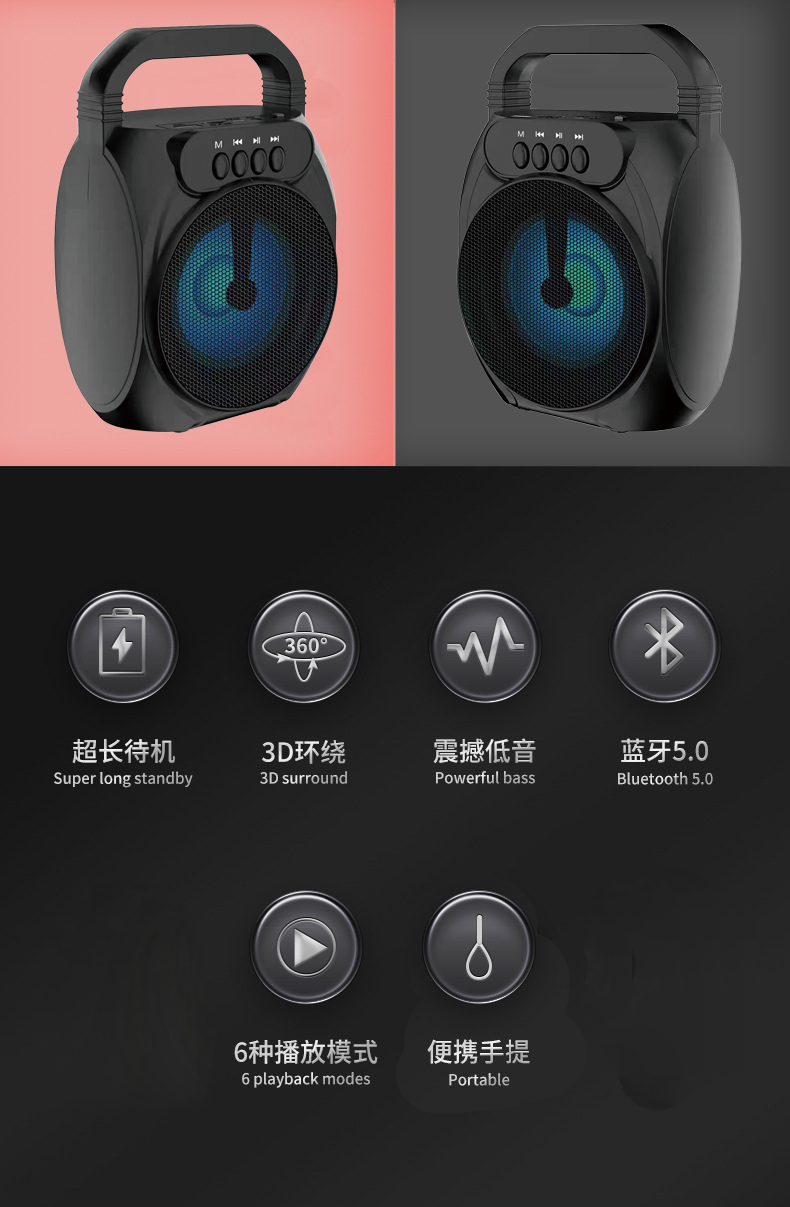 M
M
360°
超长待机
Super long standby
3D环绕
3D surround
震撼低音
Powerful bass
蓝牙5.0
Bluetooth 5.0
6种播放模式
6 playback modes
便携手提
Portable